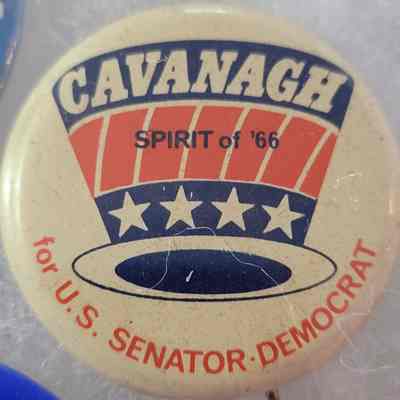 CAVANAGH
SPIRIT of '66
for U.S. SENATOR·DEMOCRAT